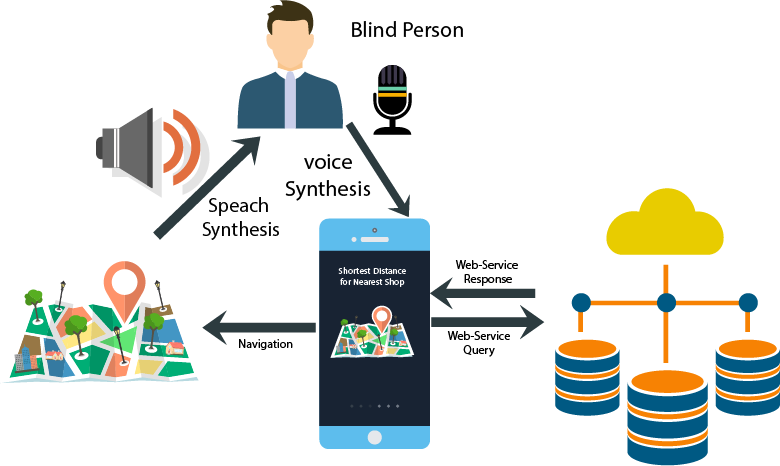 Blind Person
voice
Synthesis
Speach
Synthesis
Shortest Distance
for Nearest Shop
Web-Service
Response
Navigation
Web-Service
Query